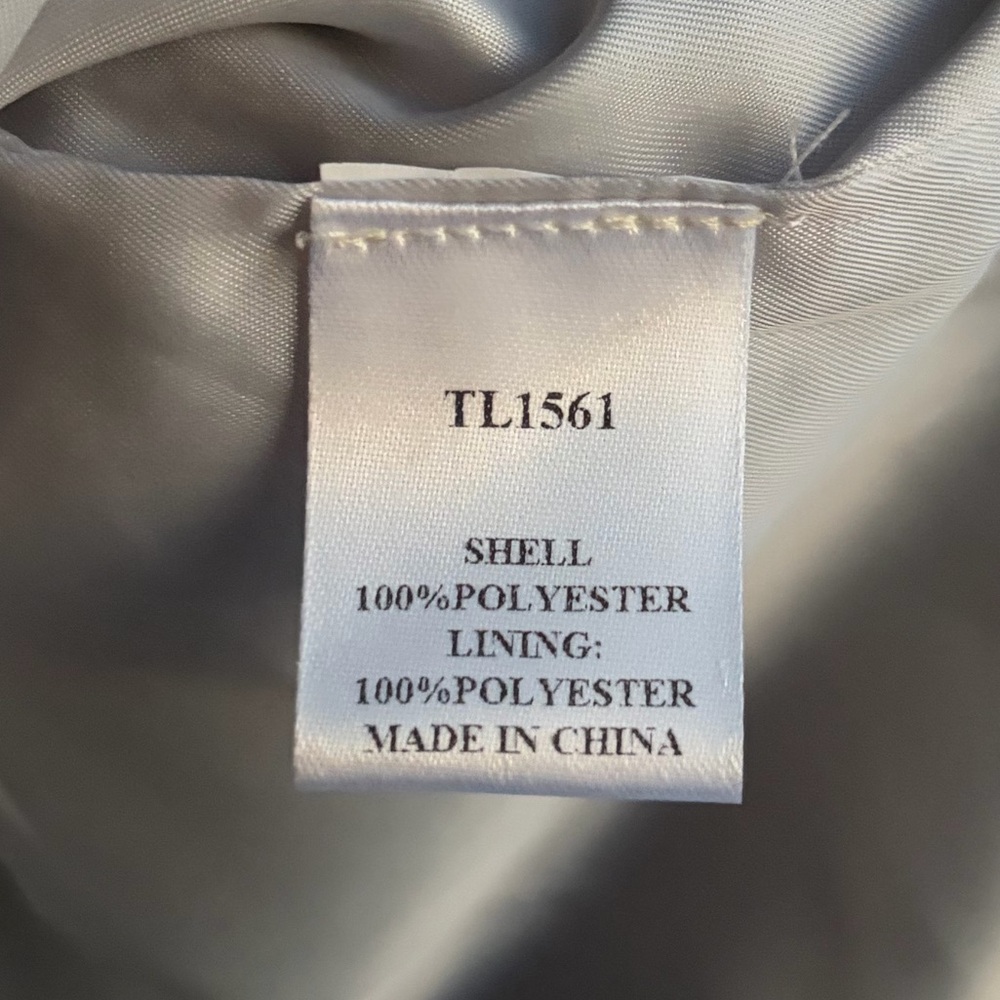 TL1561
SHELL
100%POLYESTER
LINING:
100%POLYESTER
MADE IN CHINA